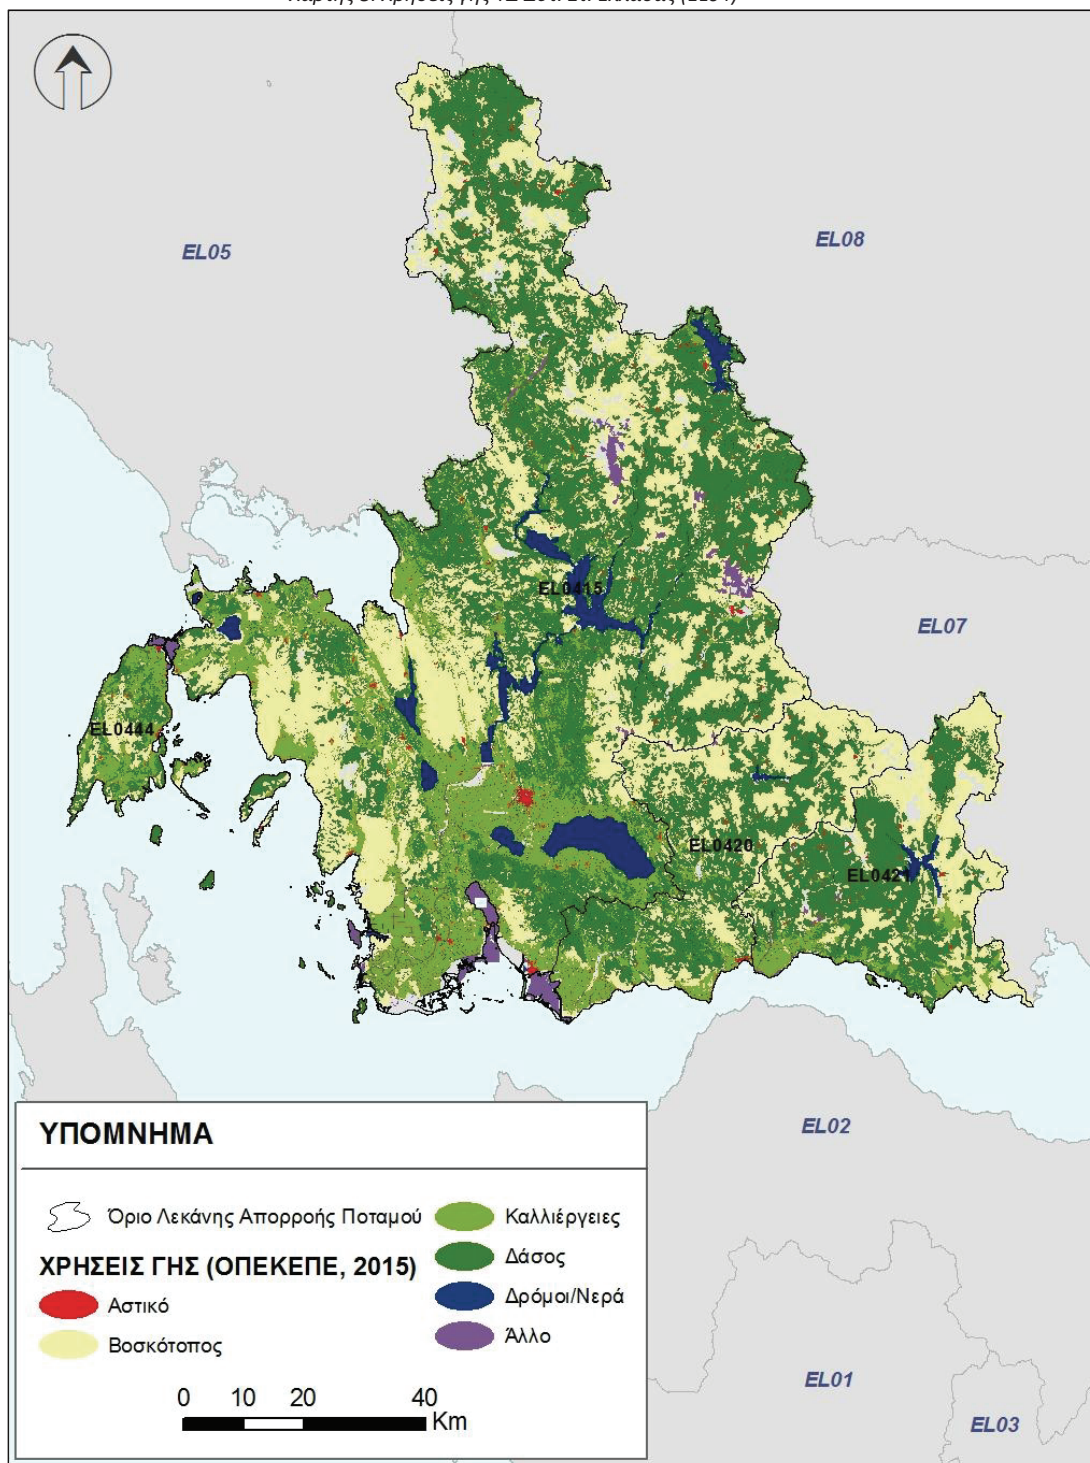 EL05
EL08
EL0415
EL07
EL0444
EL0420
EL0421
EL02
ΥΠΟΜΝΗΜΑ
Όριο Λεκάνης Απορροής Ποταμού
ΧΡΗΣΕΙΣ ΓΗΣ (ΟΠΕΚΕΠΕ, 2015)
Αστικό
Βοσκότοπος
Καλλιέργειες
Δάσος
Δρόμοι/Νερά
Άλλο
0 10 20 40
Km
EL01
EL03